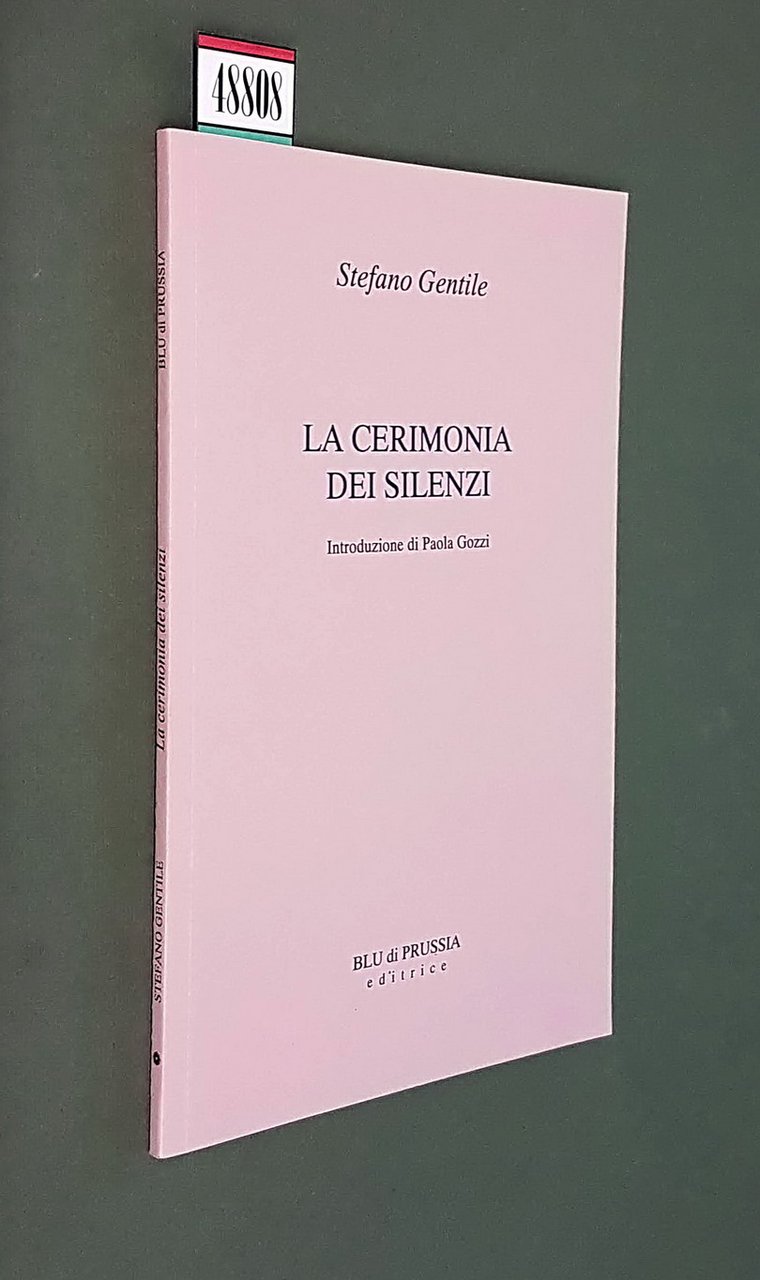 48808
Stefano Gentile
LA CERIMONIA
DEI SILENZI
Introduzione di Paola Gozzi
BLU di PRUSSIA
editrice
STEFANO GENTILE
La cerimonia dei silenzi
BLU di PRUSSIA